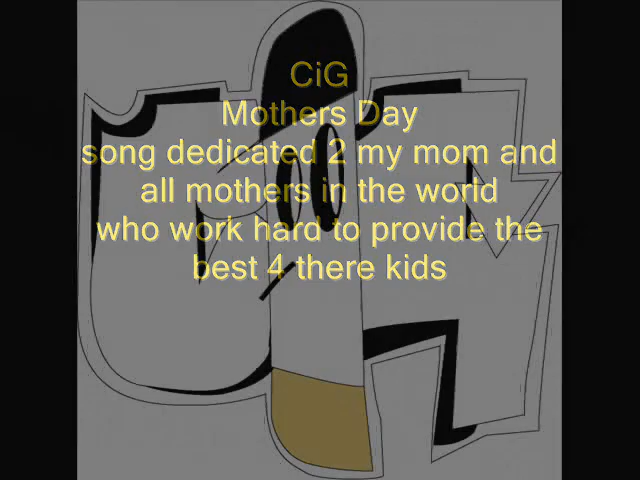 CiG
Mothers Day
song dedicated 2 my mom and
all mothers in the world
who work hard to provide the
best 4 there kids